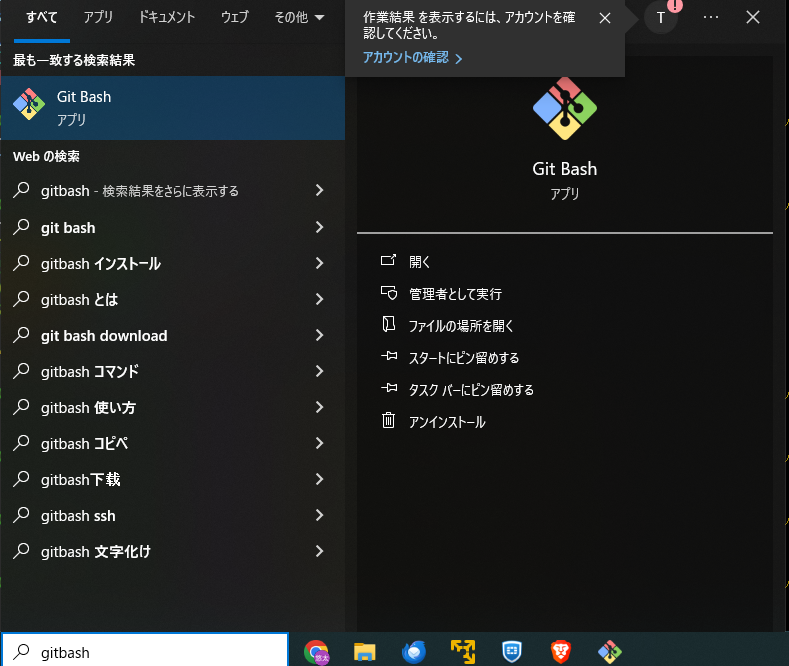 すべて アプリ ドキュメント ウェブ その他
作業結果 を表示するには、アカウントを確
認してください。
アカウントの確認
T
!
最も一致する検索結果
Git Bash
アプリ
Web の検索
gitbash - 検索結果をさらに表示する
git bash
gitbash インストール
gitbash とは
git bash download
gitbash コマンド
gitbash 使い方
gitbash コピペ
gitbash下载
gitbash ssh
gitbash 文字化け
Git Bash
アプリ
開く
管理者として実行
ファイルの場所を開く
スタートにピン留めする
タスク バーにピン留めする
アンインストール
gitbash
悠太